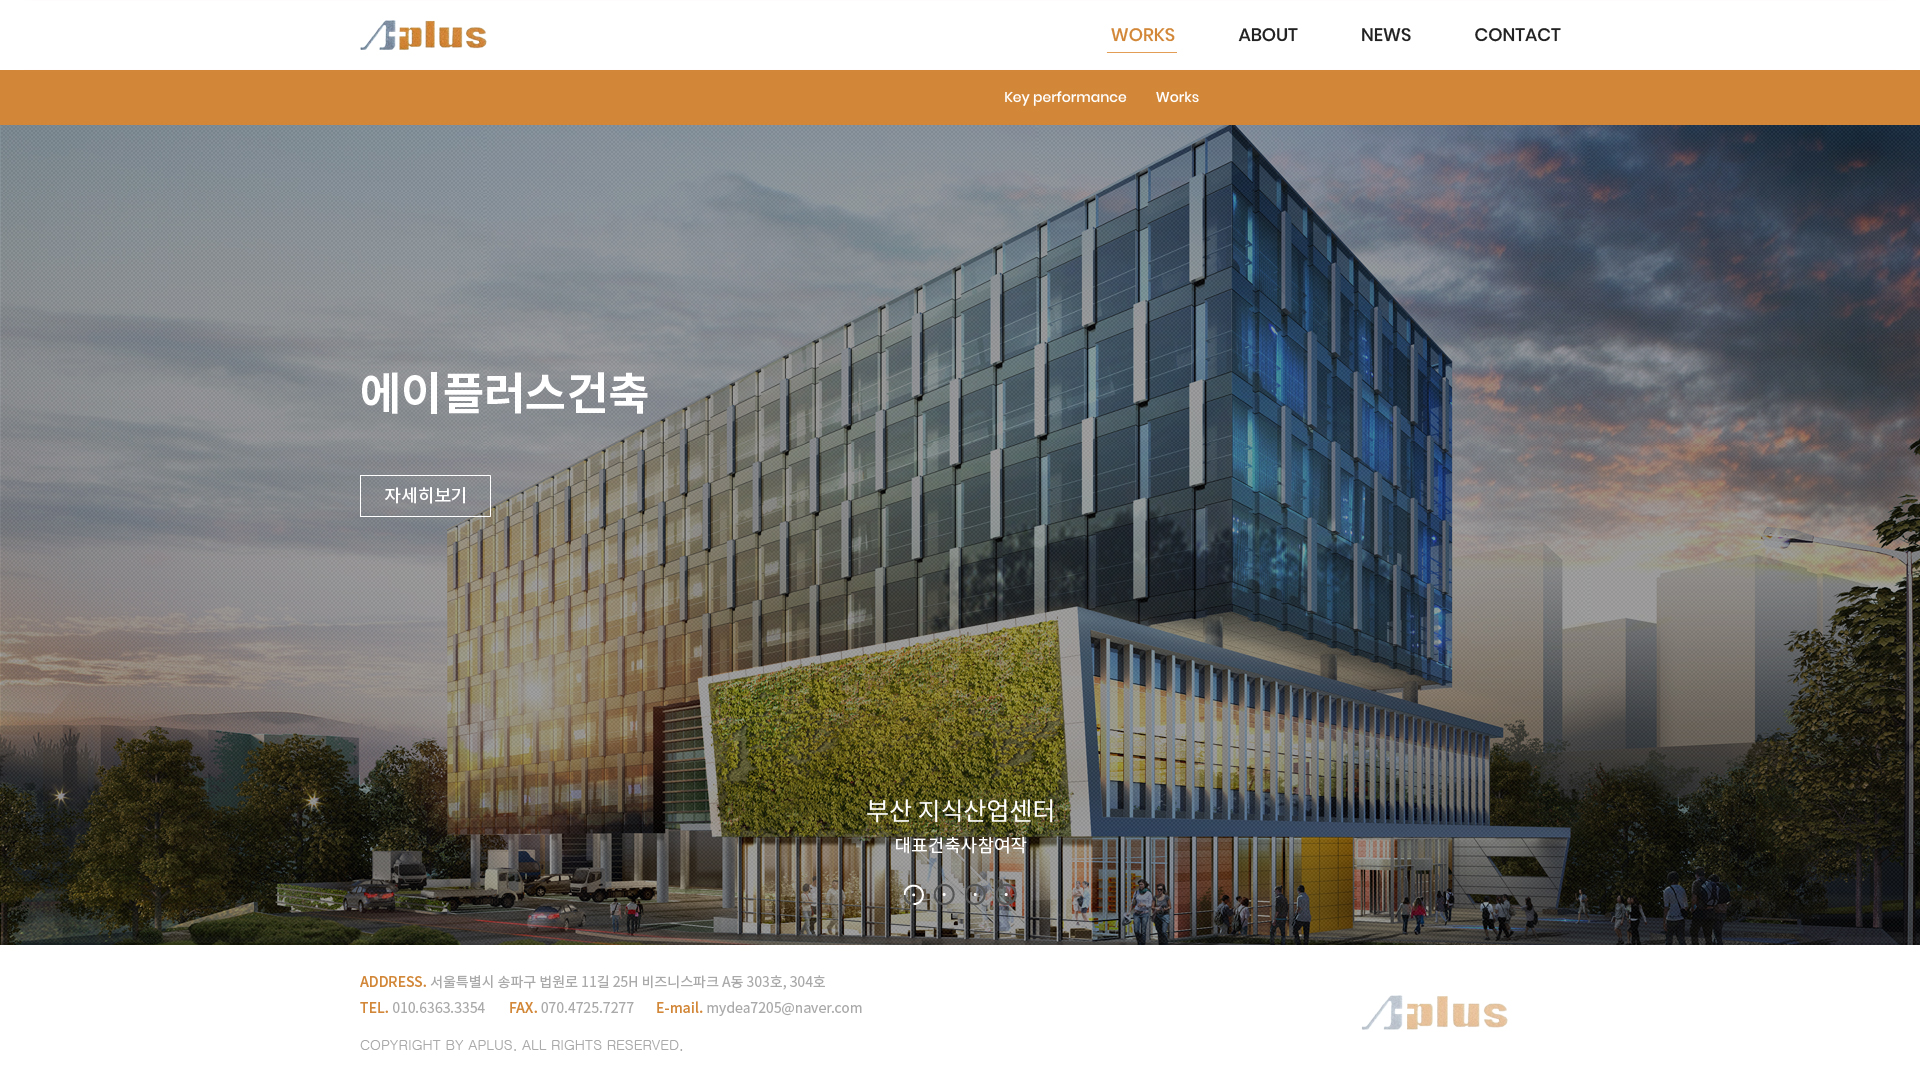 Aplus
WORKS ABOUT NEWS CONTACT
Key performance Works
에이플러스건축
자세히보기
부산 지식산업센터
대표건축사참여작
ADDRESS. 서울특별시 송파구 법원로 11길 25H 비즈니스파크 A동 303호, 304호
TEL. 010.6363.3354 FAX. 070.4725.7277 E-mail. mydea7205@naver.com
Aplus
COPYRIGHT BY APLUS. ALL RIGHTS RESERVED.